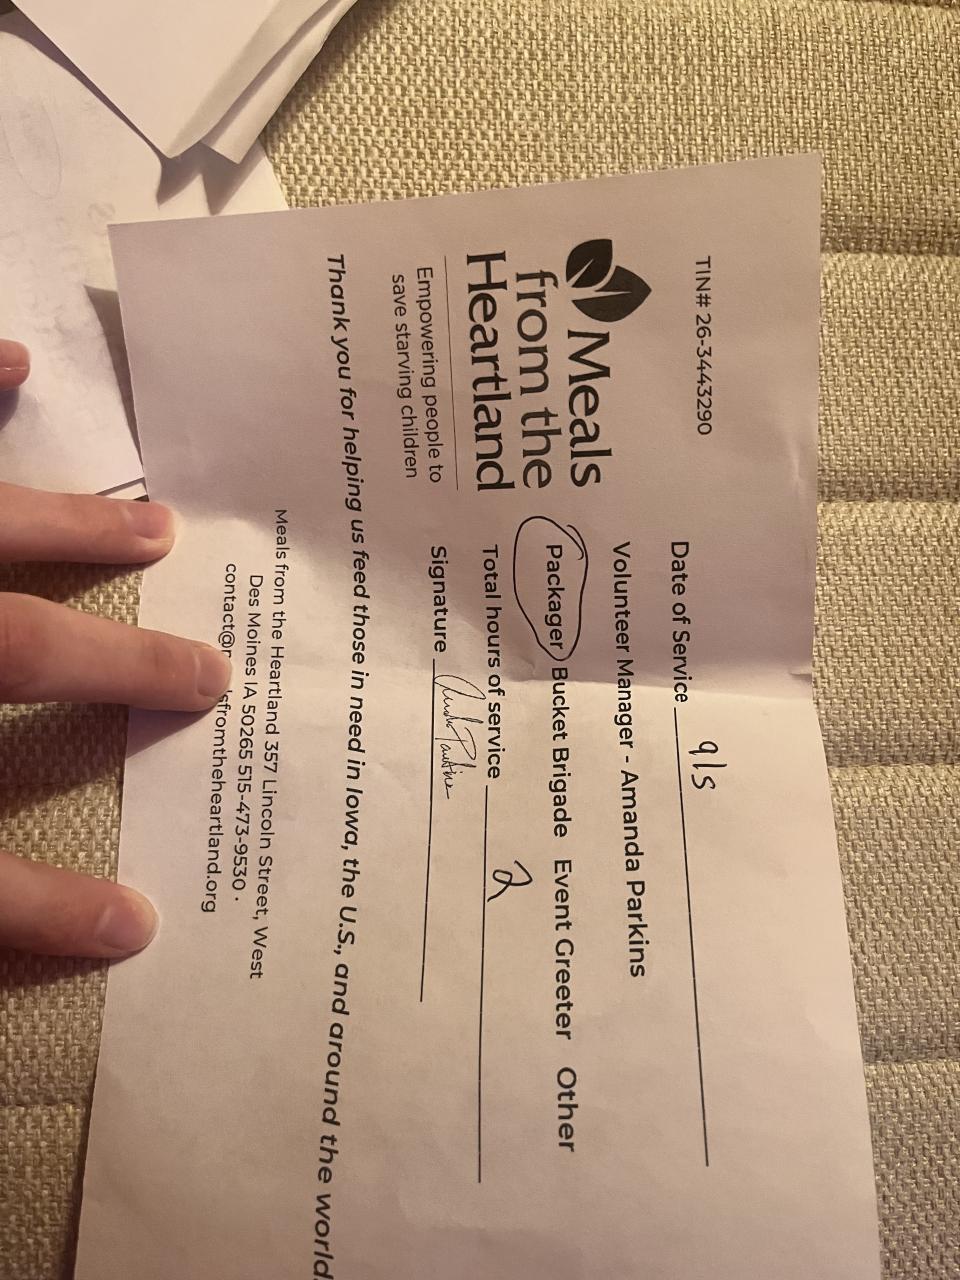 TIN# 26-3443290
Meals
from the
Heartland
Empowering people to
save starving children
Date of Service 9/5
Volunteer Manager - Amanda Parkins
Packager Bucket Brigade Event Greeter Other
Total hours of service 2
Signature
Thank you for helping us feed those in need in Iowa, the U.S., and around the world.
Meals from the Heartland 357 Lincoln Street, West
Des Moines IA 50265 515-473-9530 .
sfromtheheartland.org